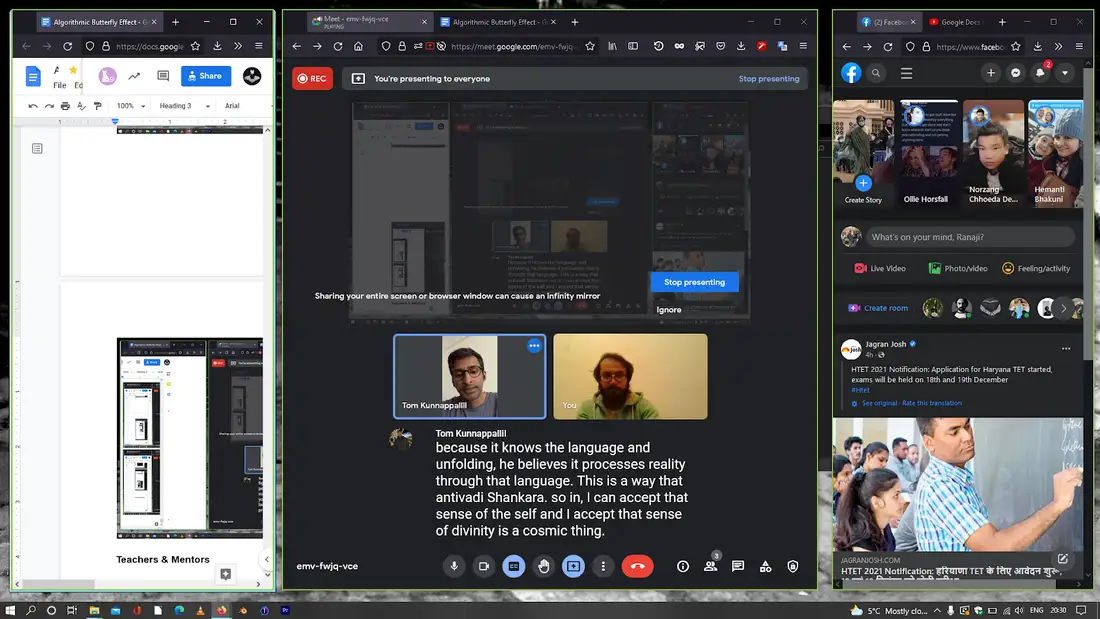 Algorithmic Butterfly Effect - G
https://docs.google
File
Ed
Share
100%
Heading 3
Arial
Teachers & Mentors
Meet - emv-fwjq-vce
PLAYING
Algorithmic Butterfly Effect - Go
https://meet.google.com/emv-fwjq
REC
You're presenting to everyone
Stop presenting
Sharing your entire screen or browser window can cause an infinity mirror
Stop presenting
Ignore
Tom Kunnappallil
You
Tom Kunnappallil
because it knows the language and
unfolding, he believes it processes reality
through that language. This is a way that
antivadi Shankara. so in, I can accept that
sense of the self and I accept that sense
of divinity is a cosmic thing.
emv-fwjq-vce
3
(2) Facebo
Google Docs
https://www.facebo
2
Create Story
Ollie Horsfall
Norzang
Chhoeda De...
Hemanti
Bhakuni
What's on your mind, Ranaji?
Live Video
Photo/video
Feeling/activity
Create room
Jagran Josh
4h
HTET 2021 Notification: Application for Haryana TET started,
exams will be held on 18th and 19th December
#Htet
See original · Rate this translation
JAGRANJOSH.COM
HTET 2021 Notification: हरियाणा TET के लिए आवेदन शुरू,
5°C Mostly clo...
ENG
20:30